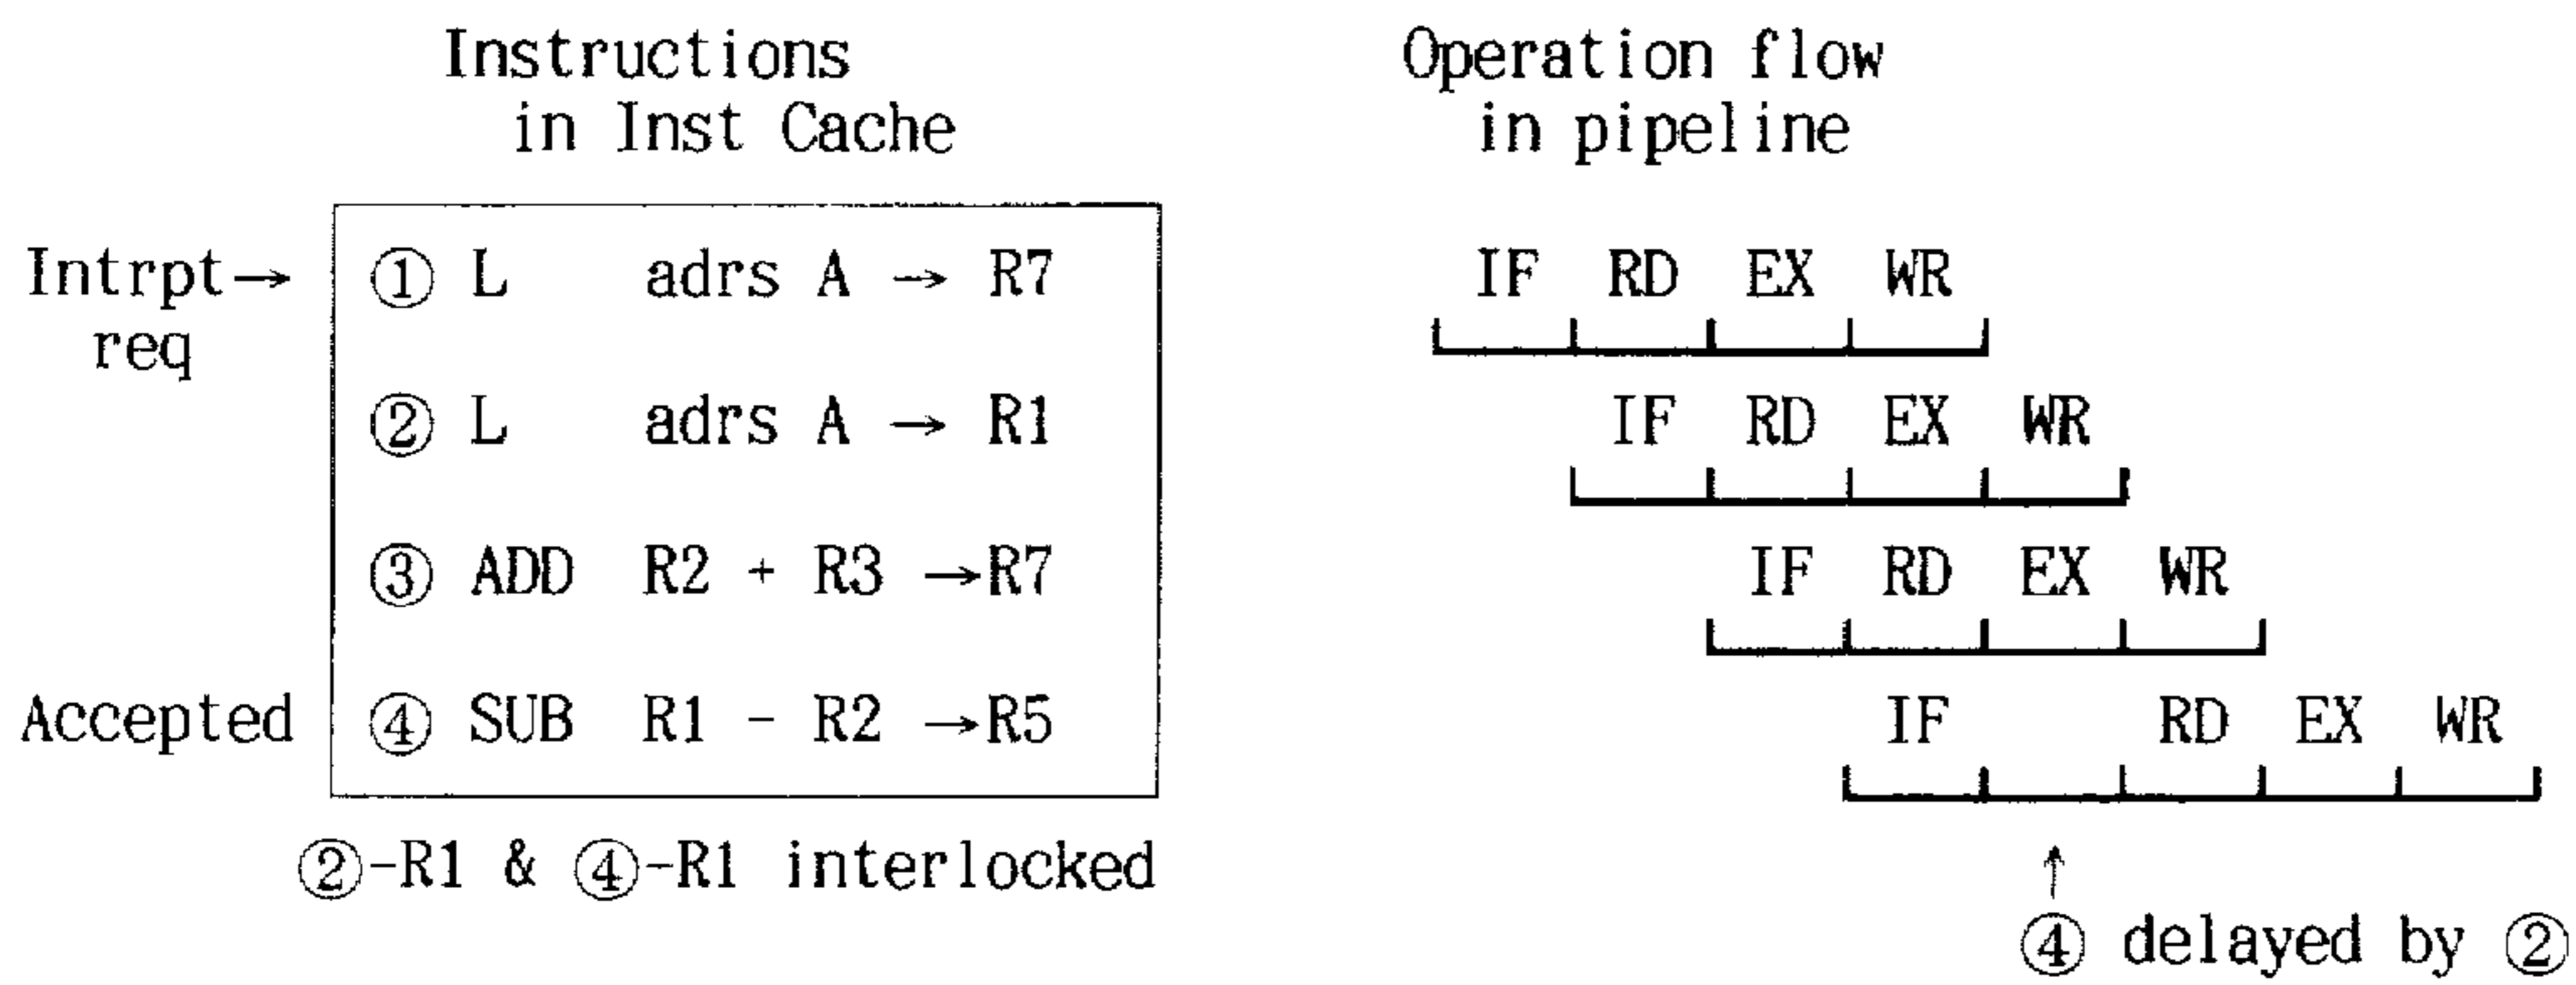 Instructions
in Inst Cache
Operation flow
in pipeline
Intrpt→
req
① L adrs A → R7
IF RD EX WR
② L adrs A → R1
IF RD EX WR
③ ADD R2 + R3 →R7
IF RD EX WR
Accepted
④ SUB R1 - R2 →R5
IF RD EX WR
②-R1 & ④-R1 interlocked
↑
④ delayed by ②